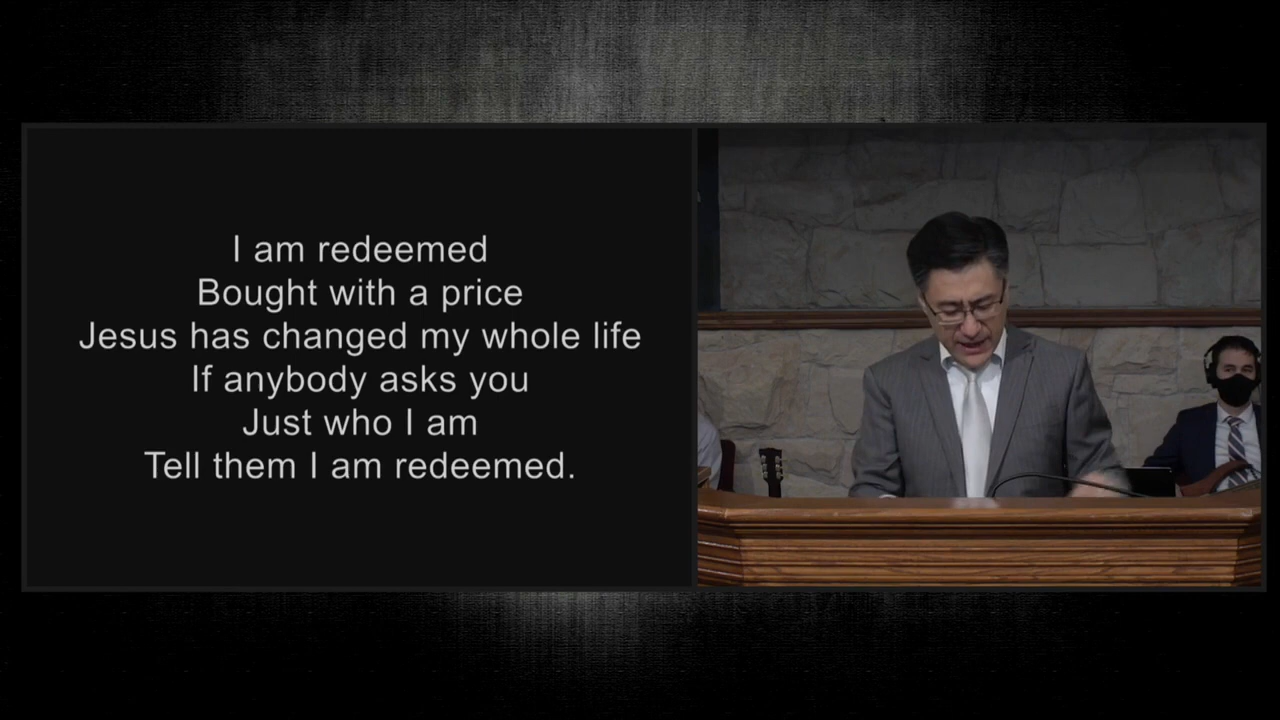 I am redeemed
Bought with a price
Jesus has changed my whole life
If anybody asks you
Just who I am
Tell them I am redeemed.